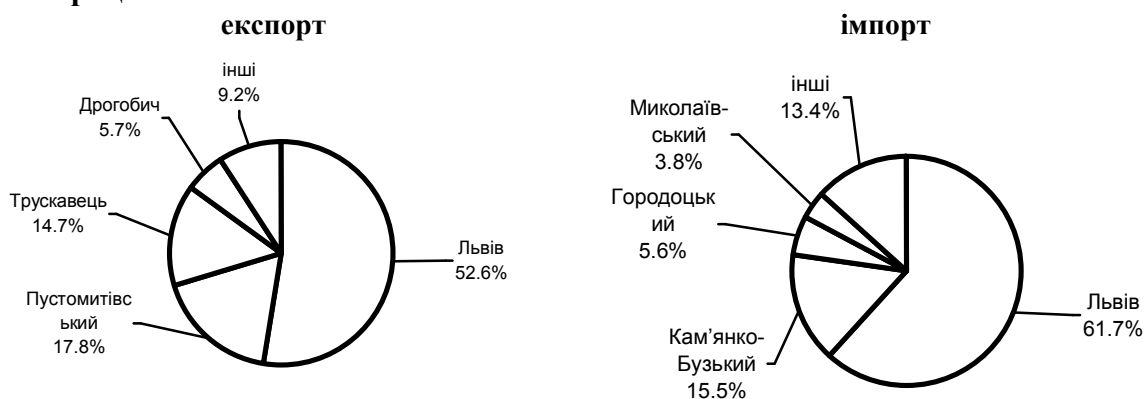 експорт
інші
9.2%
Дрогобич
5.7%
Трускавець
14.7%
Пустомитівс
ький
17.8%
Львів
52.6%
імпорт
інші
13.4%
Миколаїв-
ський
3.8%
Городоцьк
ий
5.6%
Кам’янко-
Бузький
15.5%
Львів
61.7%